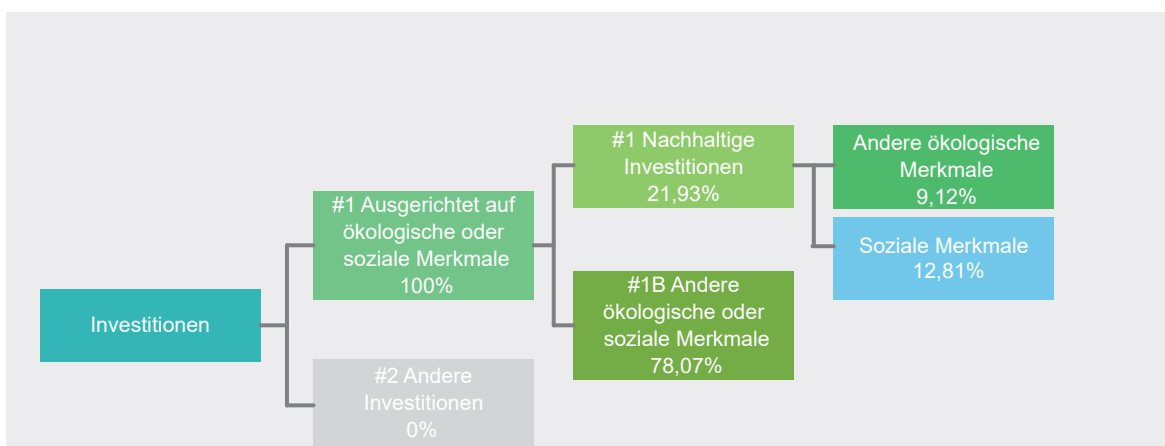 Investitionen
#1 Ausgerichtet auf
ökologische oder
soziale Merkmale
100%
#2 Andere
Investitionen
0%
#1 Nachhaltige
Investitionen
21,93%
#1B Andere
ökologische oder
soziale Merkmale
78,07%
Andere ökologische
Merkmale
9,12%
Soziale Merkmale
12,81%